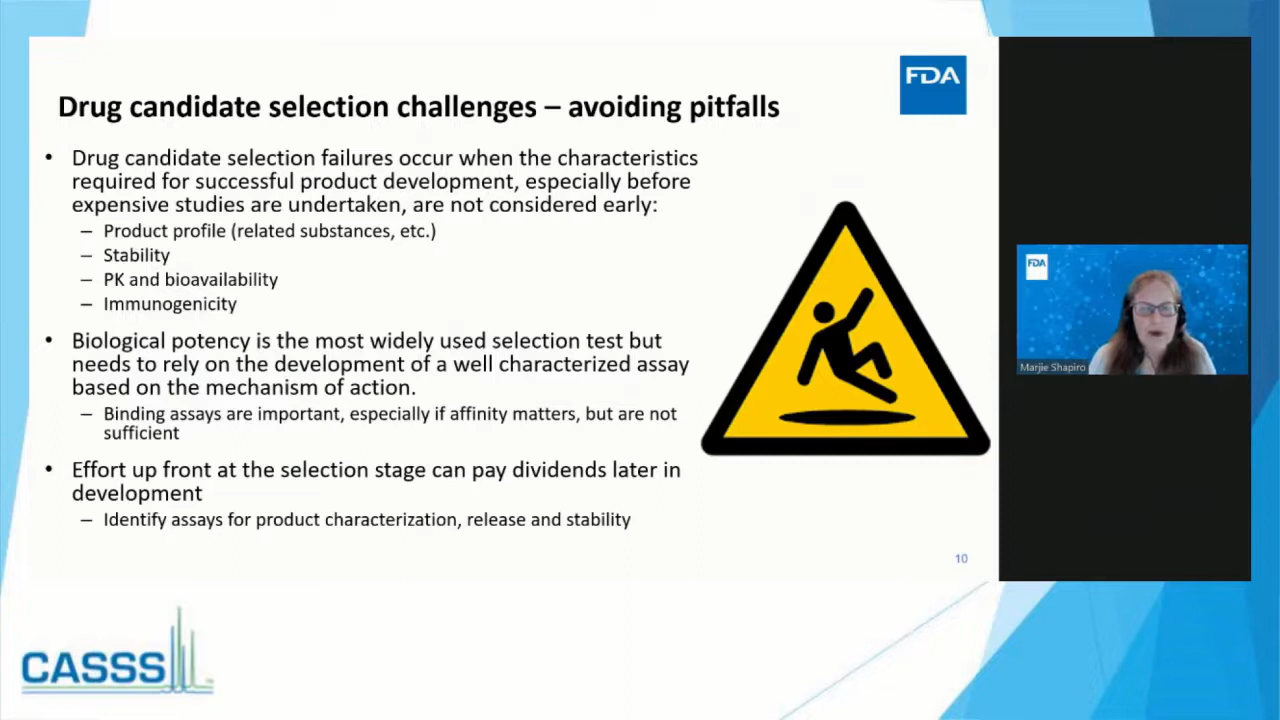 FDA
Drug candidate selection challenges – avoiding pitfalls
• Drug candidate selection failures occur when the characteristics
required for successful product development, especially before
expensive studies are undertaken, are not considered early:
– Product profile (related substances, etc.)
– Stability
– PK and bioavailability
– Immunogenicity
• Biological potency is the most widely used selection test but
needs to rely on the development of a well characterized assay
based on the mechanism of action.
– Binding assays are important, especially if affinity matters, but are not
sufficient
• Effort up front at the selection stage can pay dividends later in
development
– Identify assays for product characterization, release and stability
10
FDA
Marjie Shapiro
CASSS